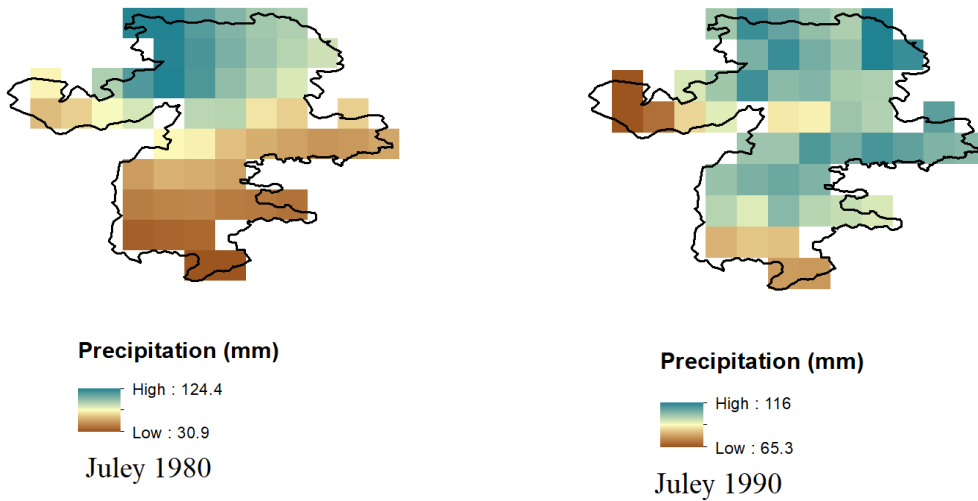 Precipitation (mm)
High : 124.4
Low : 30.9
Juley 1980
Precipitation (mm)
High : 116
Low : 65.3
Juley 1990